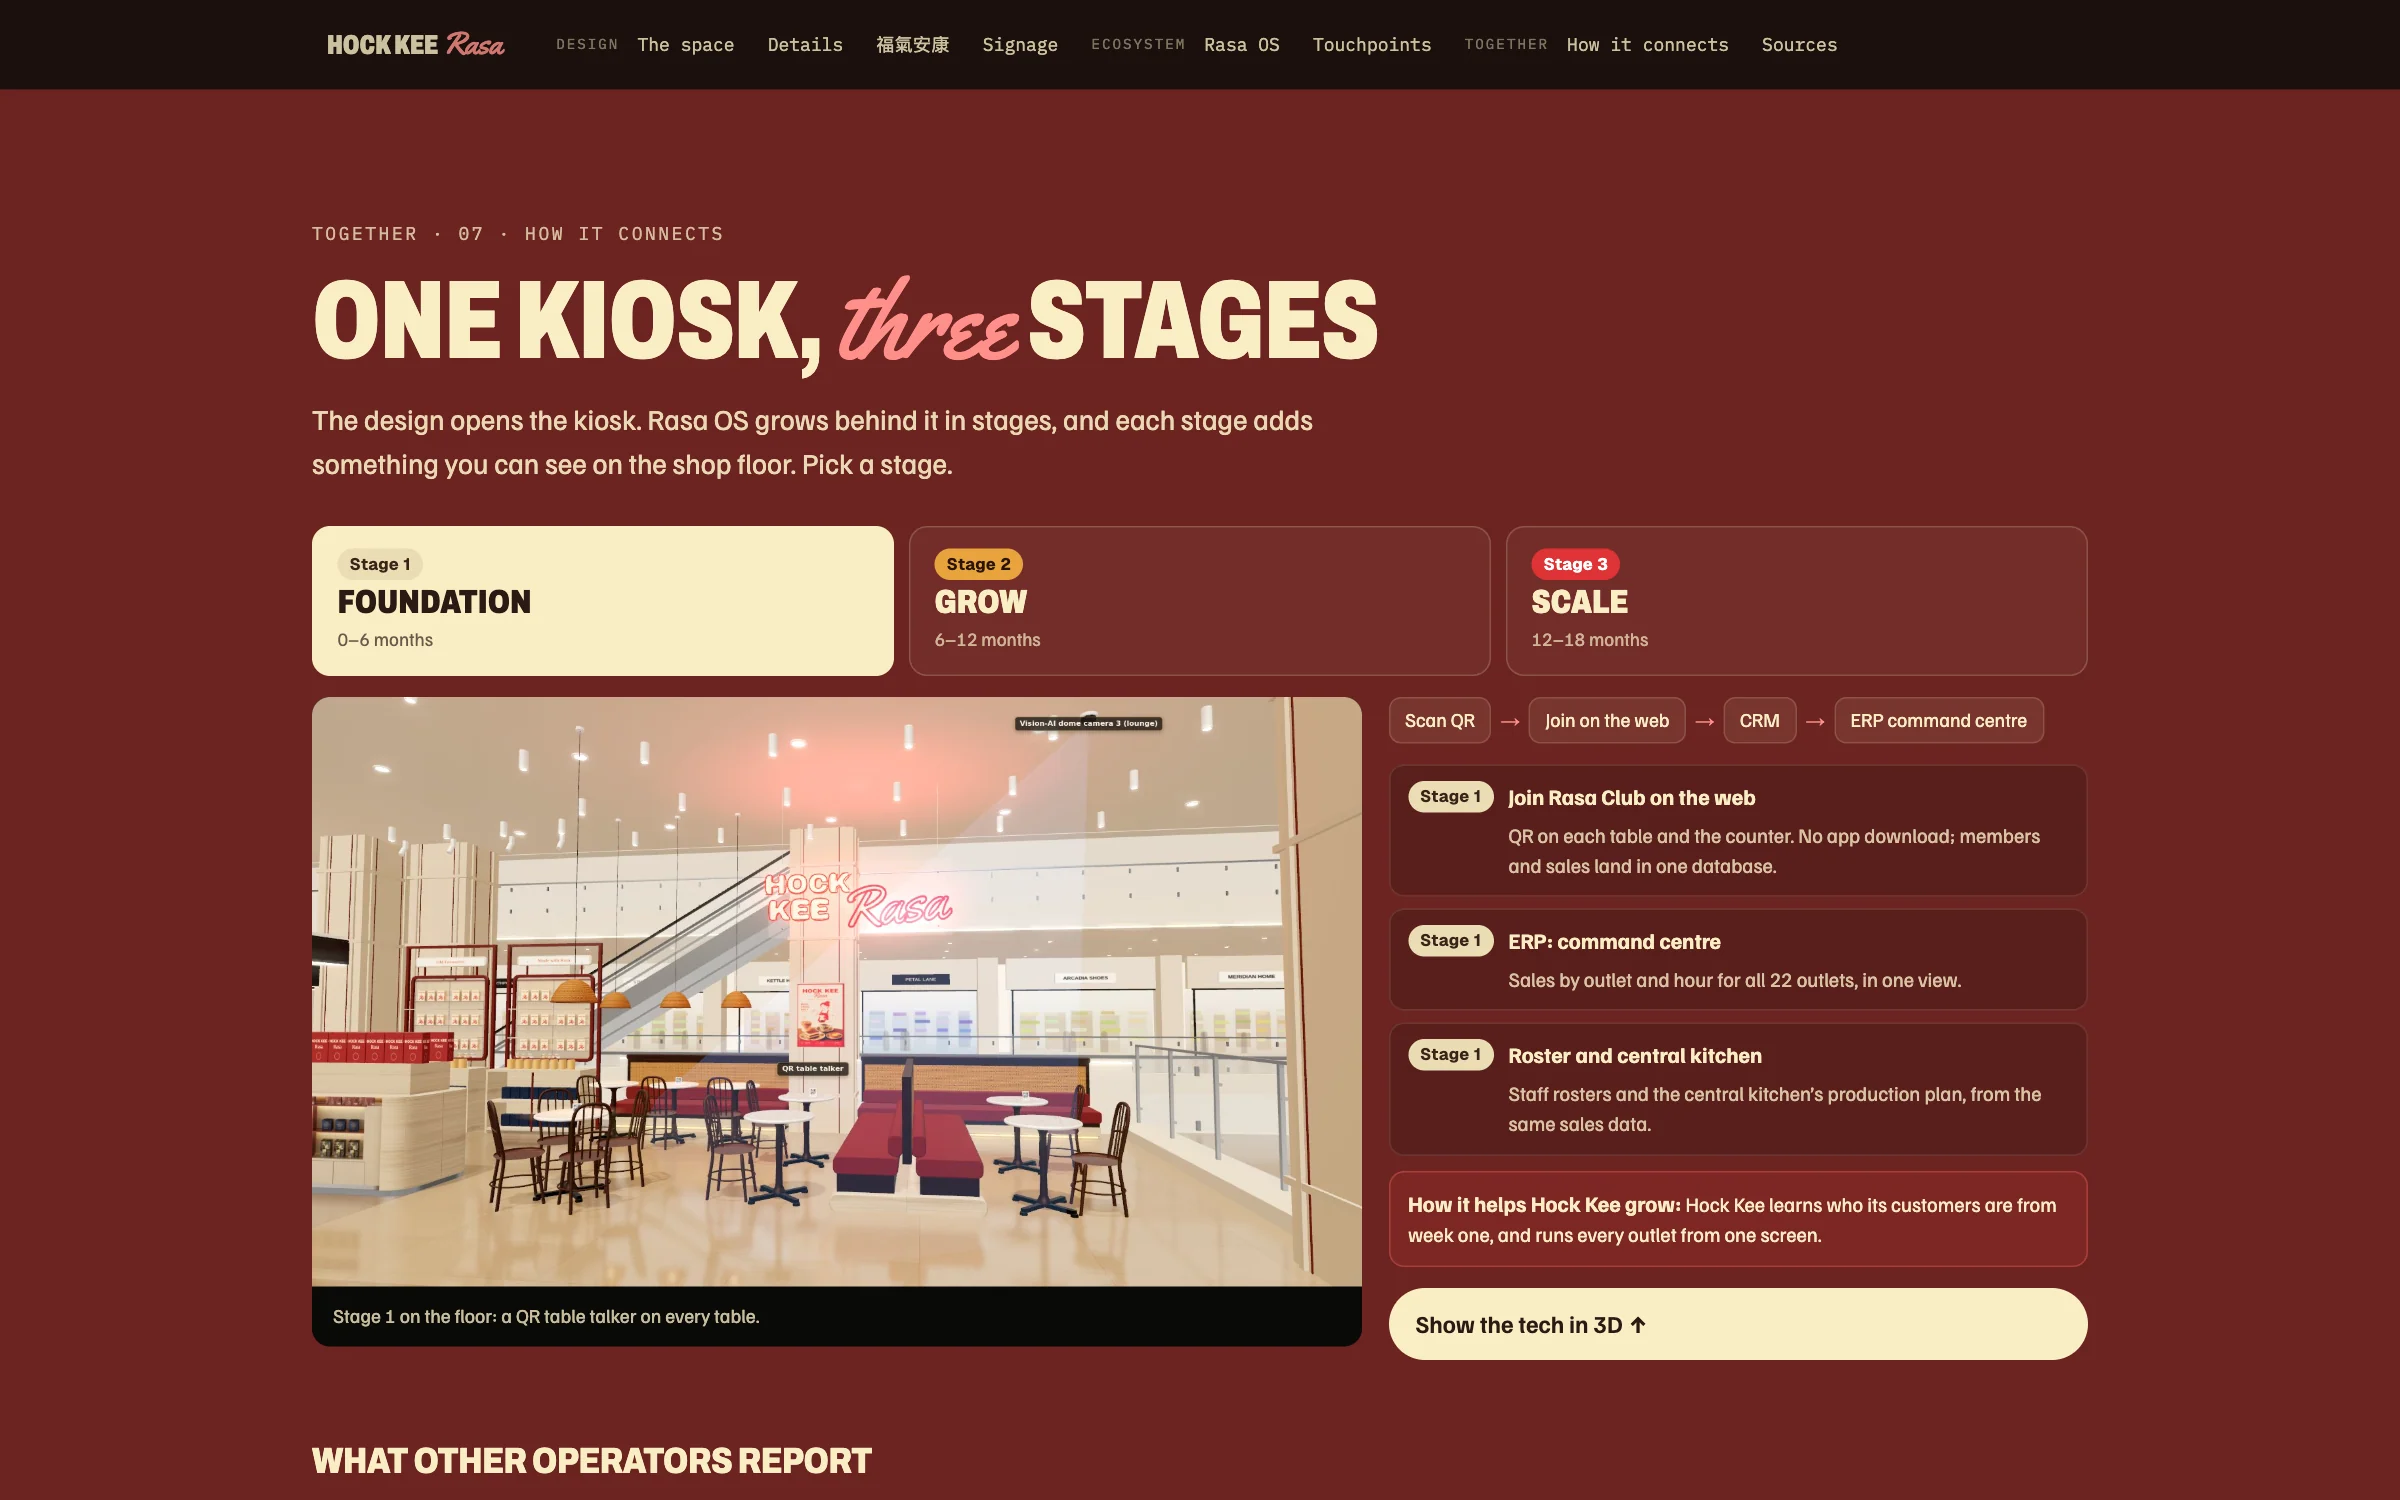 HOCK KEE Rasa
DESIGN The space Details 福氣安康 Signage ECOSYSTEM Rasa OS Touchpoints TOGETHER How it connects Sources
TOGETHER · 07 · HOW IT CONNECTS
ONE KIOSK, three STAGES
The design opens the kiosk. Rasa OS grows behind it in stages, and each stage adds
something you can see on the shop floor. Pick a stage.
Stage 1
FOUNDATION
0–6 months
Stage 2
GROW
6–12 months
Stage 3
SCALE
12–18 months
Vision-AI dome camera 3 (lounge)
HOCK
KEE Rasa
PETAL LANE
ARCADIA SHOES
MERIDIAN HOME
HOCK KEE
QR table talker
Stage 1 on the floor: a QR table talker on every table.
Scan QR → Join on the web → CRM → ERP command centre
Stage 1 Join Rasa Club on the web
QR on each table and the counter. No app download; members
and sales land in one database.
Stage 1 ERP: command centre
Sales by outlet and hour for all 22 outlets, in one view.
Stage 1 Roster and central kitchen
Staff rosters and the central kitchen’s production plan, from the
same sales data.
How it helps Hock Kee grow: Hock Kee learns who its customers are from
week one, and runs every outlet from one screen.
Show the tech in 3D ↑
WHAT OTHER OPERATORS REPORT